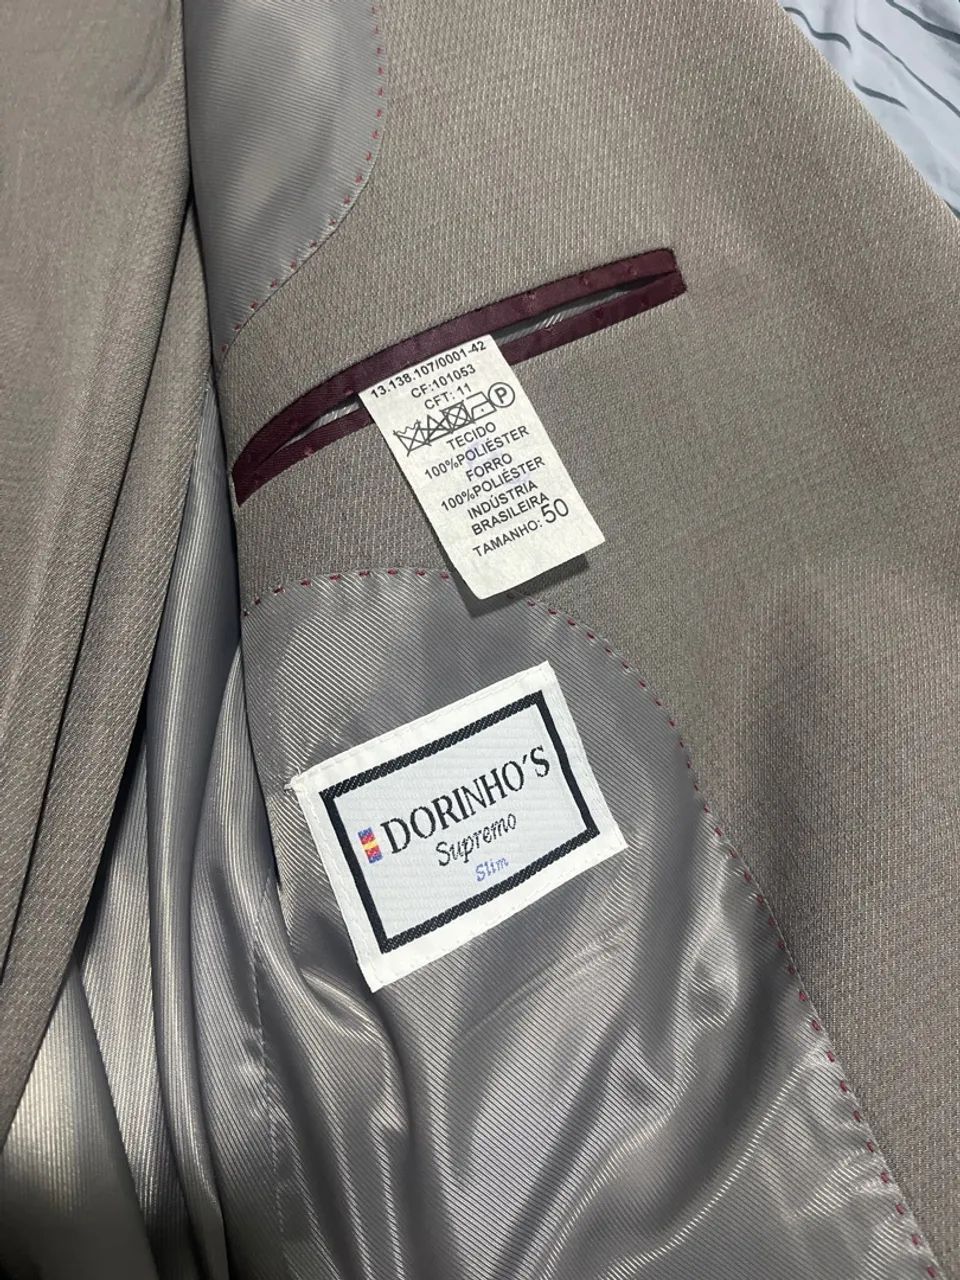 13.138.107/0001-42
CF:101053
CFT: 11
P
TECIDO
100%POLIÉSTER
FORRO
100%POLIÉSTER
INDÚSTRIA
BRASILEIRA
TAMANHO: 50
DORINHO´S
Supremo
Slim